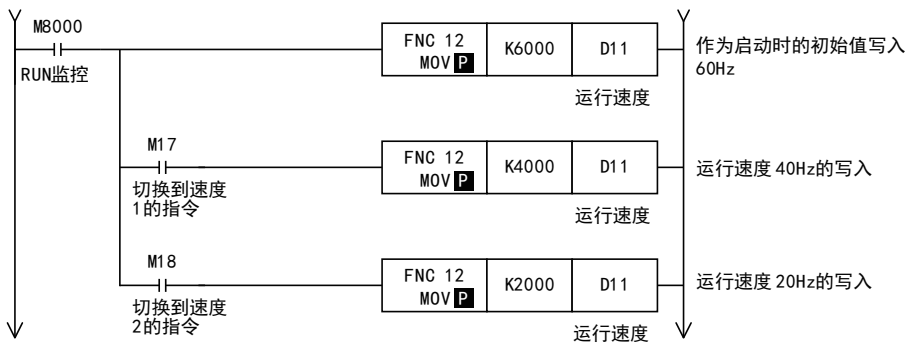 M8000
RUN监控
FNC 12
MOV P
K6000
D11
运行速度
作为启动时的初始值写入
60Hz
M17
切换到速度
1的指令
FNC 12
MOV P
K4000
D11
运行速度
运行速度 40Hz的写入
M18
切换到速度
2的指令
FNC 12
MOV P
K2000
D11
运行速度
运行速度 20Hz的写入